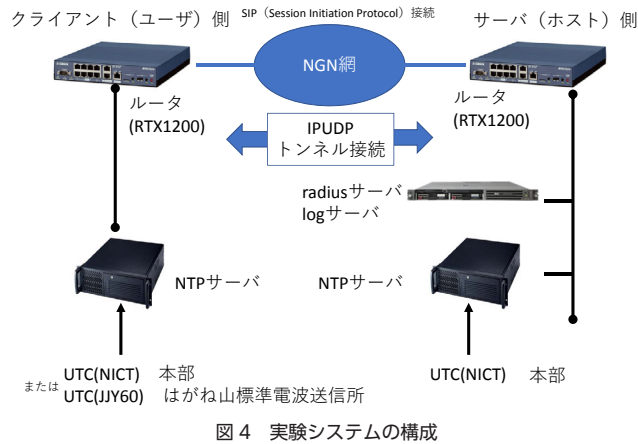 クライアント（ユーザ）側
SIP（Session Initiation Protocol）接続
サーバ（ホスト）側
NGN網
ルータ
(RTX1200)
ルータ
(RTX1200)
IPUDP
トンネル接続
radiusサーバ
logサーバ
NTPサーバ
NTPサーバ
UTC(NICT) 本部
または UTC(JJY60) はがね山標準電波送信所
UTC(NICT) 本部
図 4 実験システムの構成